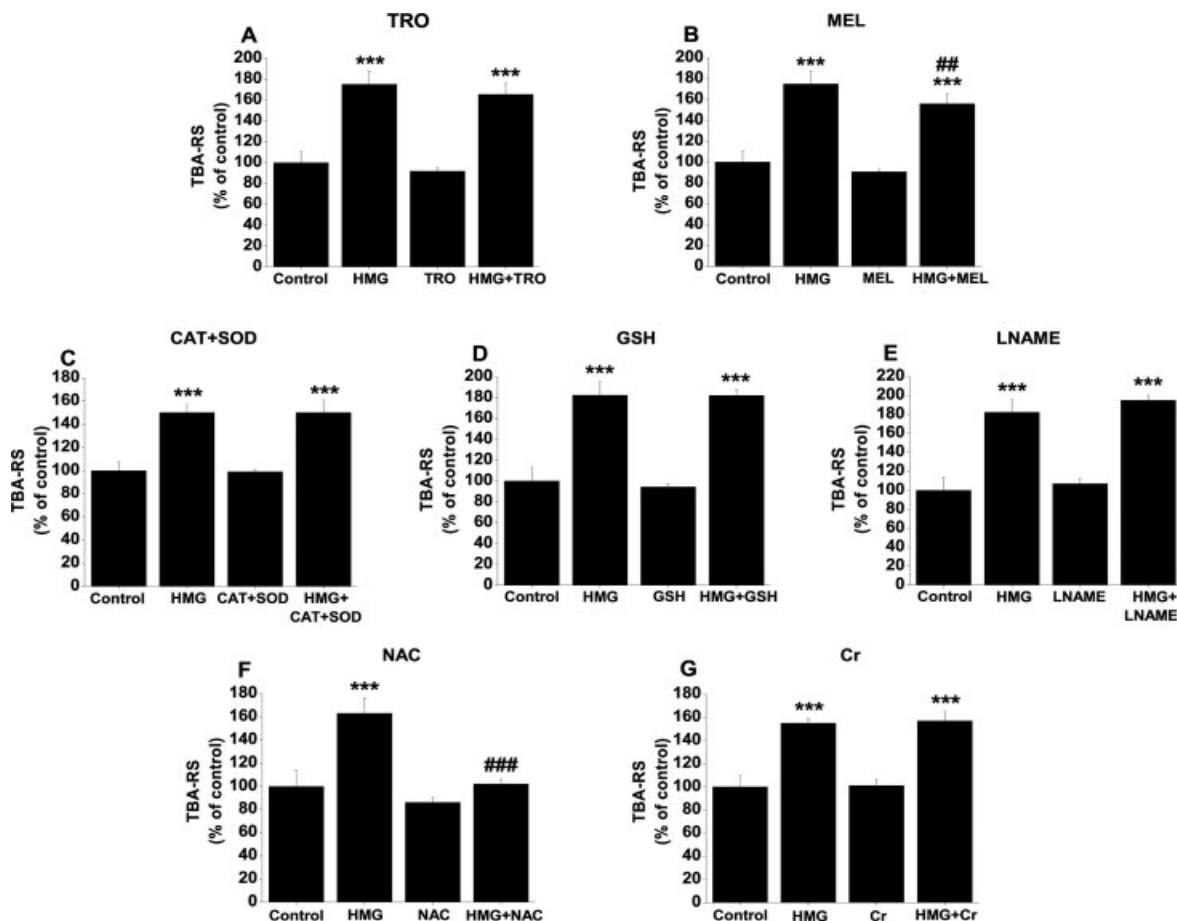 TRO
A
TBA-RS
(% of control)
200
180
160
140
120
100
80
60
40
20
0
***
***
Control HMG TRO HMG+TRO
MEL
B
TBA-RS
(% of control)
200
180
160
140
120
100
80
60
40
20
0
***
##
***
Control HMG MEL HMG+MEL
CAT+SOD
C
TBA-RS
(% of control)
180
150
120
100
80
60
40
20
0
***
***
Control HMG CAT+SOD HMG+
CAT+SOD
GSH
D
TBA-RS
(% of control)
200
180
160
140
120
100
80
60
40
20
0
***
***
Control HMG GSH HMG+GSH
LNAME
E
TBA-RS
(% of control)
220
200
180
160
140
120
100
80
60
40
20
0
***
***
Control HMG LNAME HMG+
LNAME
NAC
F
TBA-RS
(% of control)
180
160
140
120
100
80
60
40
20
0
***
###
Control HMG NAC HMG+NAC
Cr
G
TBA-RS
(% of control)
180
160
140
120
100
80
60
40
20
0
***
***
Control HMG Cr HMG+Cr